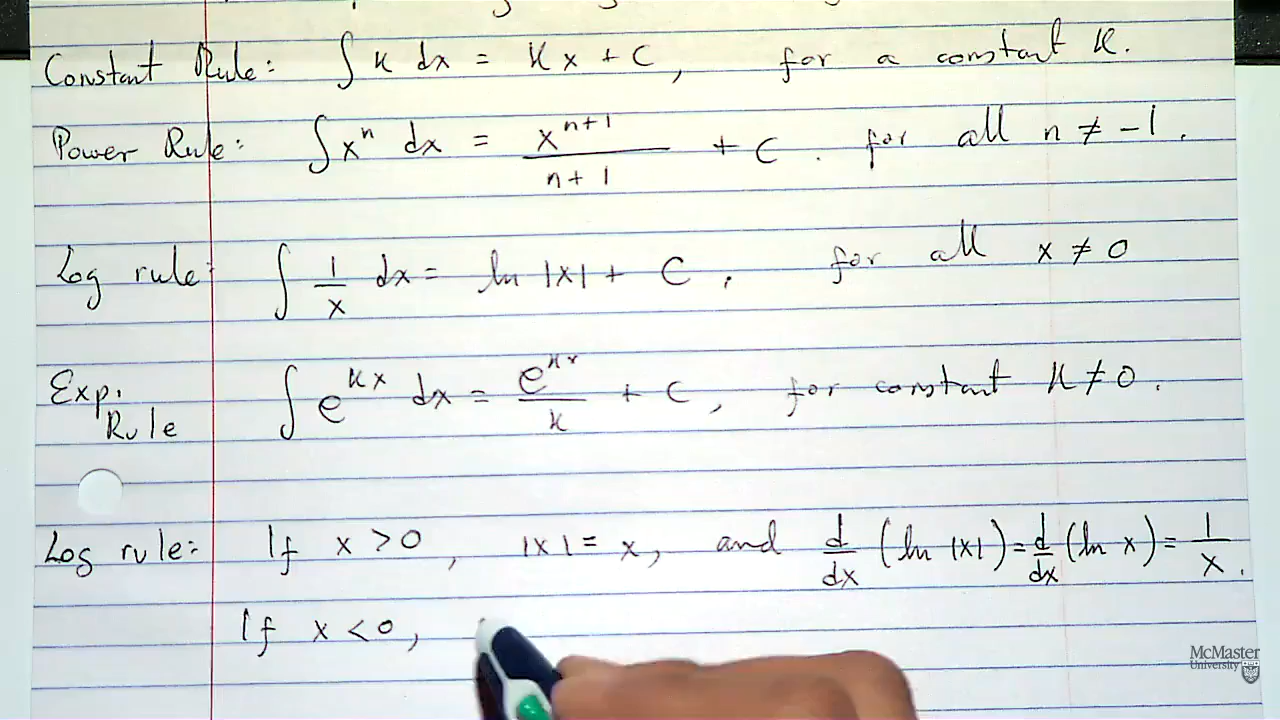 Constant Rule: ∫ k dx = kx + C, for a constant k.
Power Rule: ∫ xⁿ dx = xⁿ⁺¹/(n+1) + C. for all n ≠ -1.
Log rule: ∫ 1/x dx = ln |x| + C, for all x ≠ 0
Exp. Rule ∫ e^{kx} dx = e^{kx}/k + C, for constant k ≠ 0.
Log rule: If x > 0, |x| = x, and d/dx (ln |x|) = d/dx (ln x) = 1/x.
If x < 0,
McMaster
University